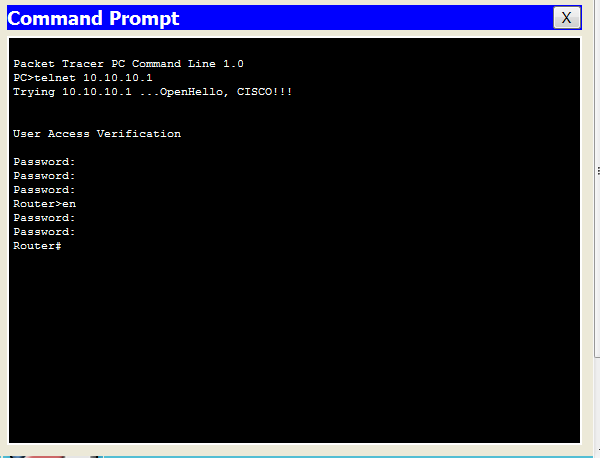 Command Prompt
X
Packet Tracer PC Command Line 1.0
PC>telnet 10.10.10.1
Trying 10.10.10.1 ...OpenHello, CISCO!!!
User Access Verification
Password:
Password:
Password:
Router>en
Password:
Password:
Router#